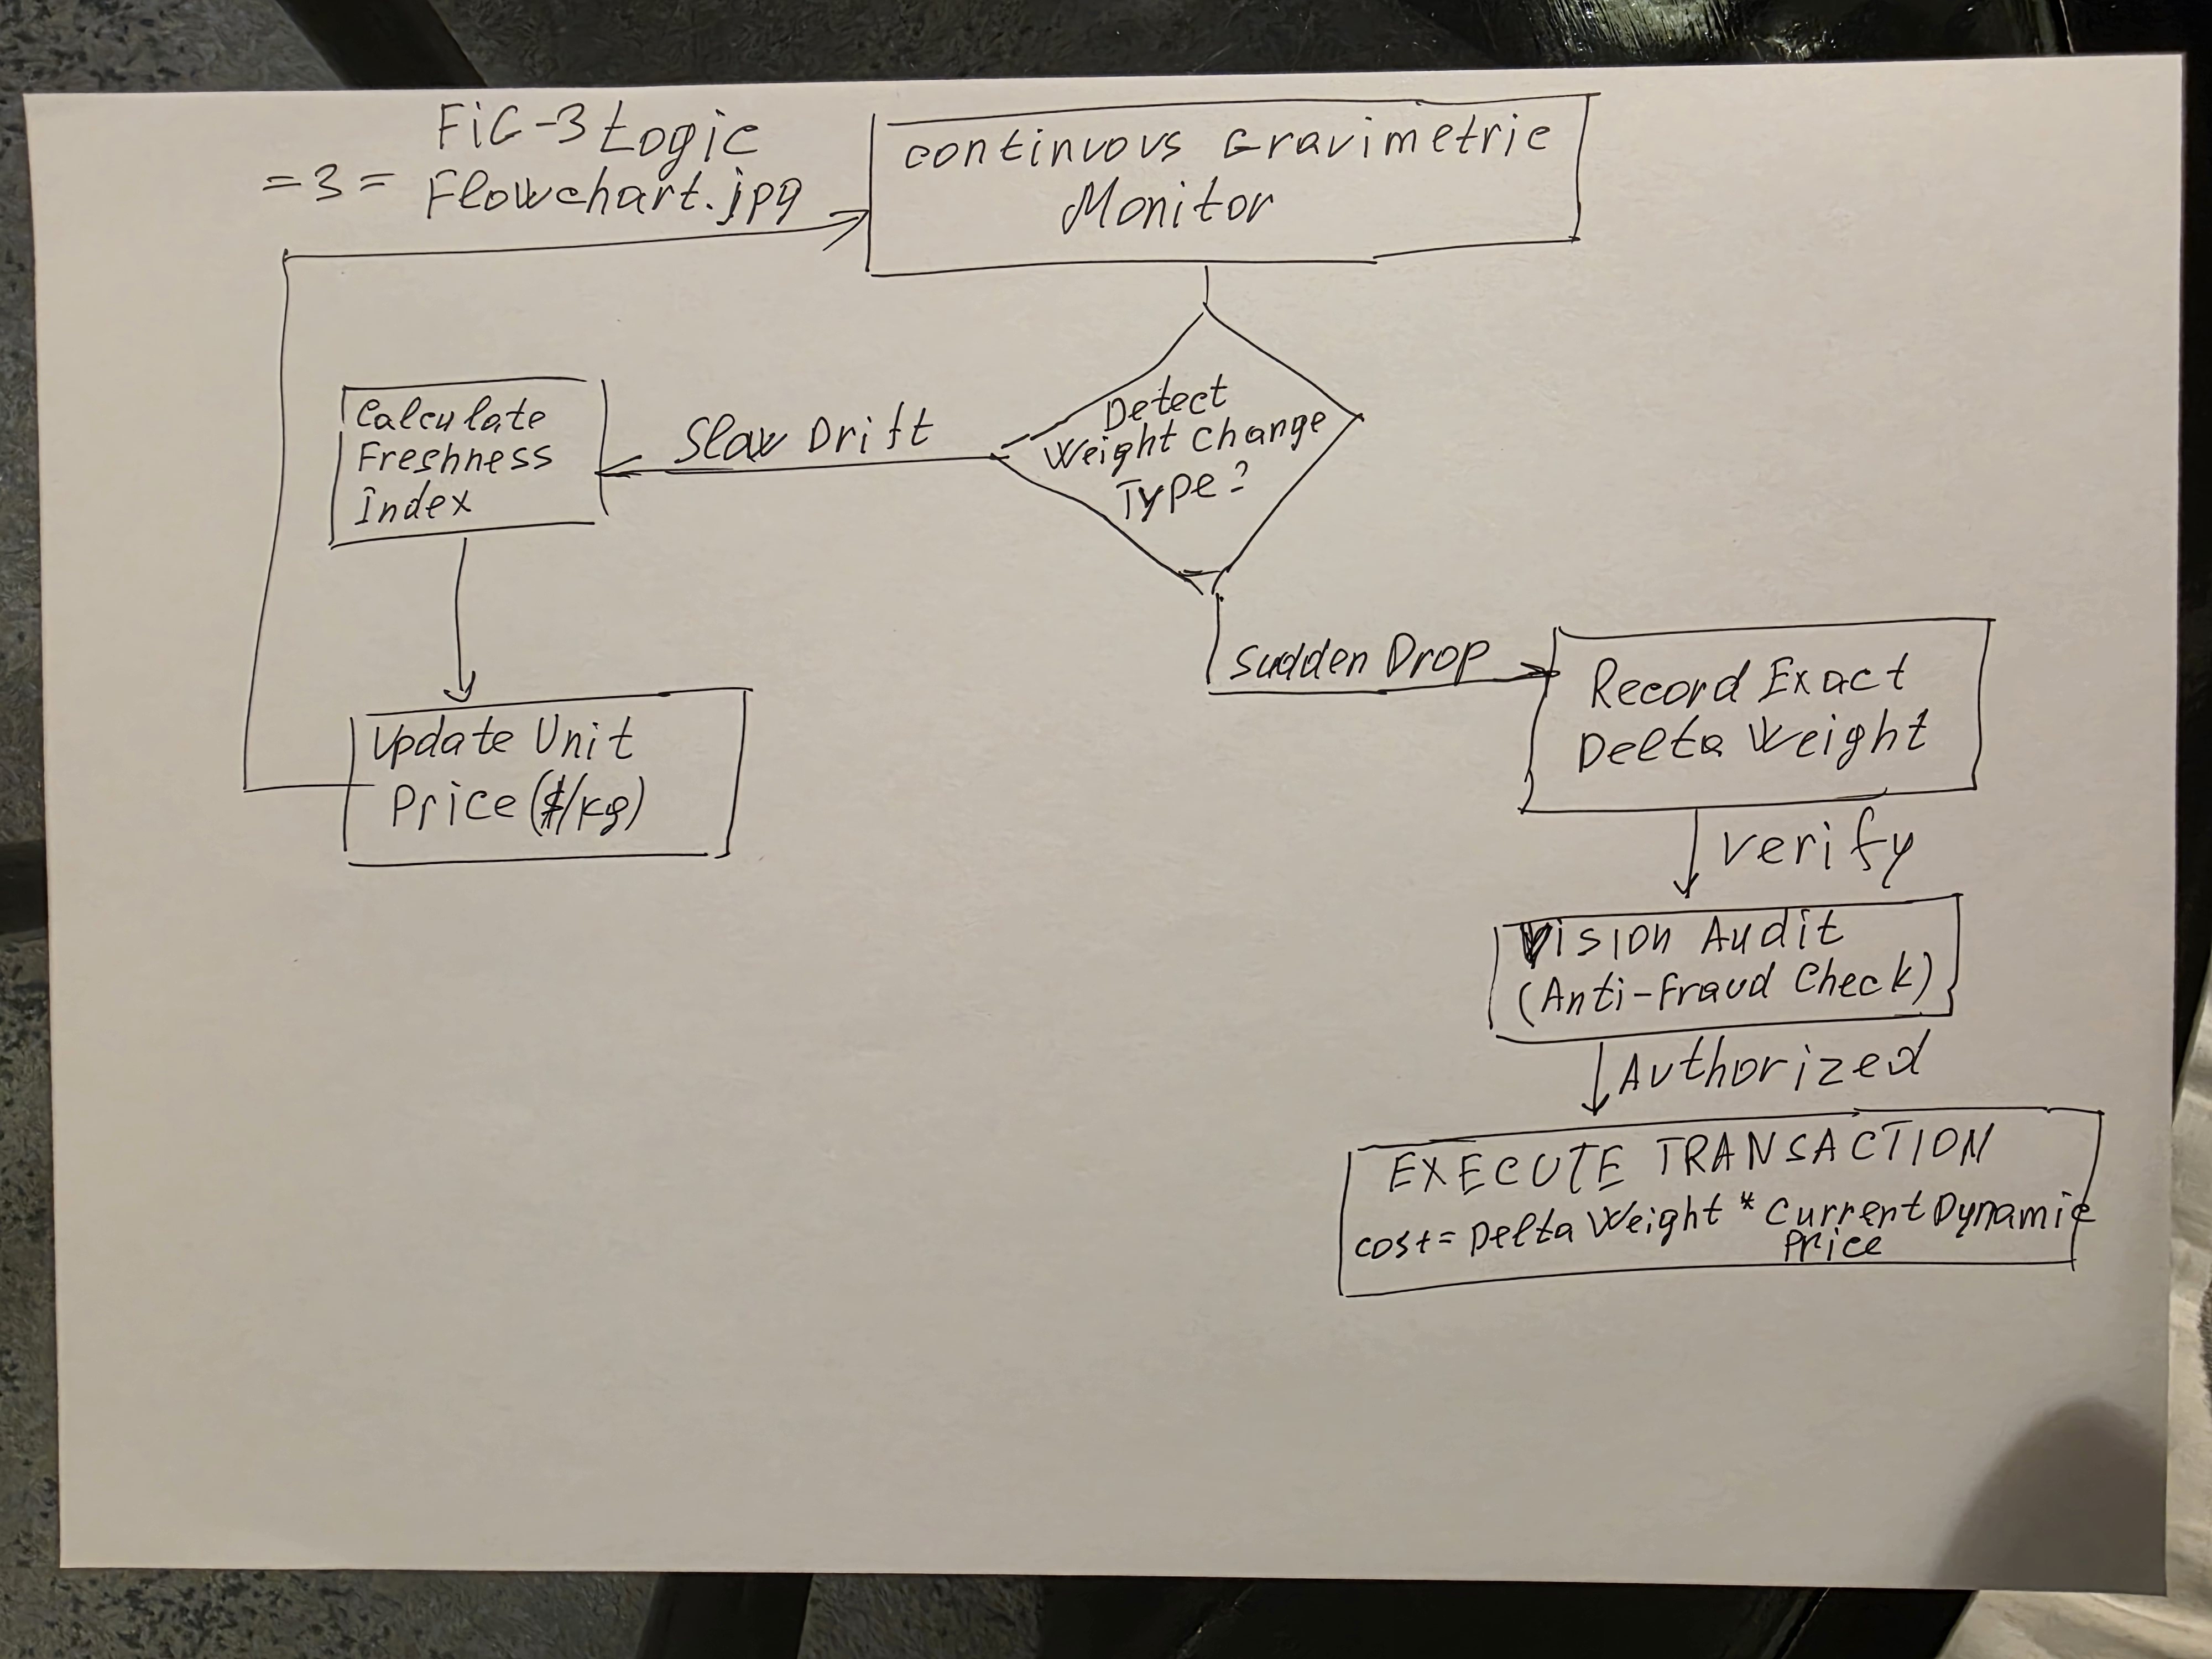 FIG-3 Logic
=3= Flowchart.jpg
continuous Gravimetric
Monitor
Detect
Weight Change
Type?
Slow Drift
Calculate
Freshness
Index
Update Unit
Price ($/kg)
Sudden Drop
Record Exact
Delta Weight
Verify
Vision Audit
(Anti-Fraud Check)
Authorized
EXECUTE TRANSACTION
cost = Delta Weight * Current Dynamic
Price